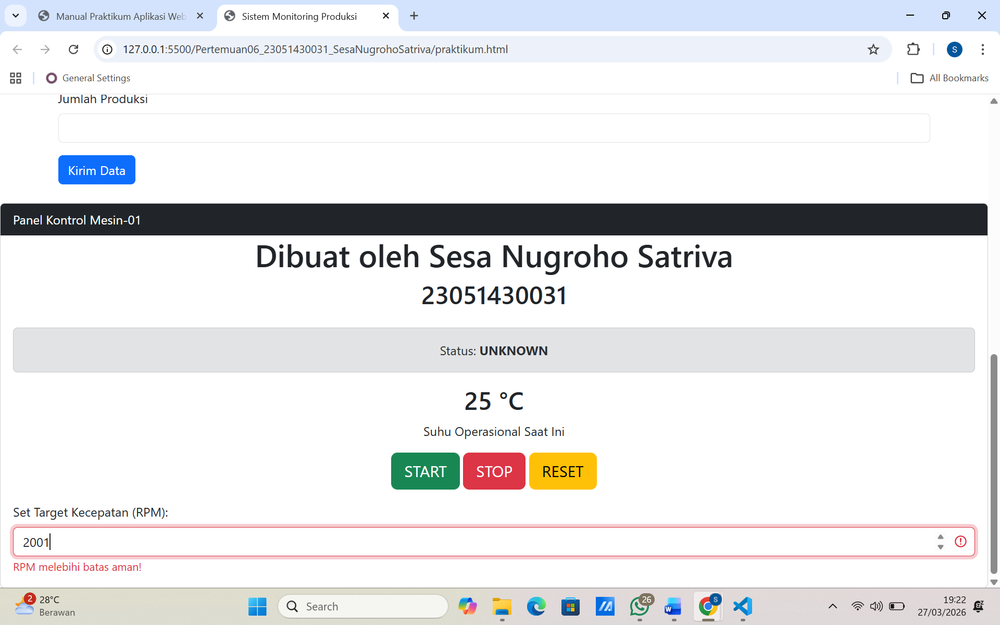 Manual Praktikum Aplikasi Web
Sistem Monitoring Produksi
127.0.0.1:5500/Pertemuan06_23051430031_SesaNugrohoSatriva/praktikum.html
S
General Settings
All Bookmarks
Jumlah Produksi
Kirim Data
Panel Kontrol Mesin-01
Dibuat oleh Sesa Nugroho Satriva
23051430031
Status: UNKNOWN
25 °C
Suhu Operasional Saat Ini
START STOP RESET
Set Target Kecepatan (RPM):
2001
RPM melebihi batas aman!
2
28°C
Berawan
Search
26
S
19:22
27/03/2026